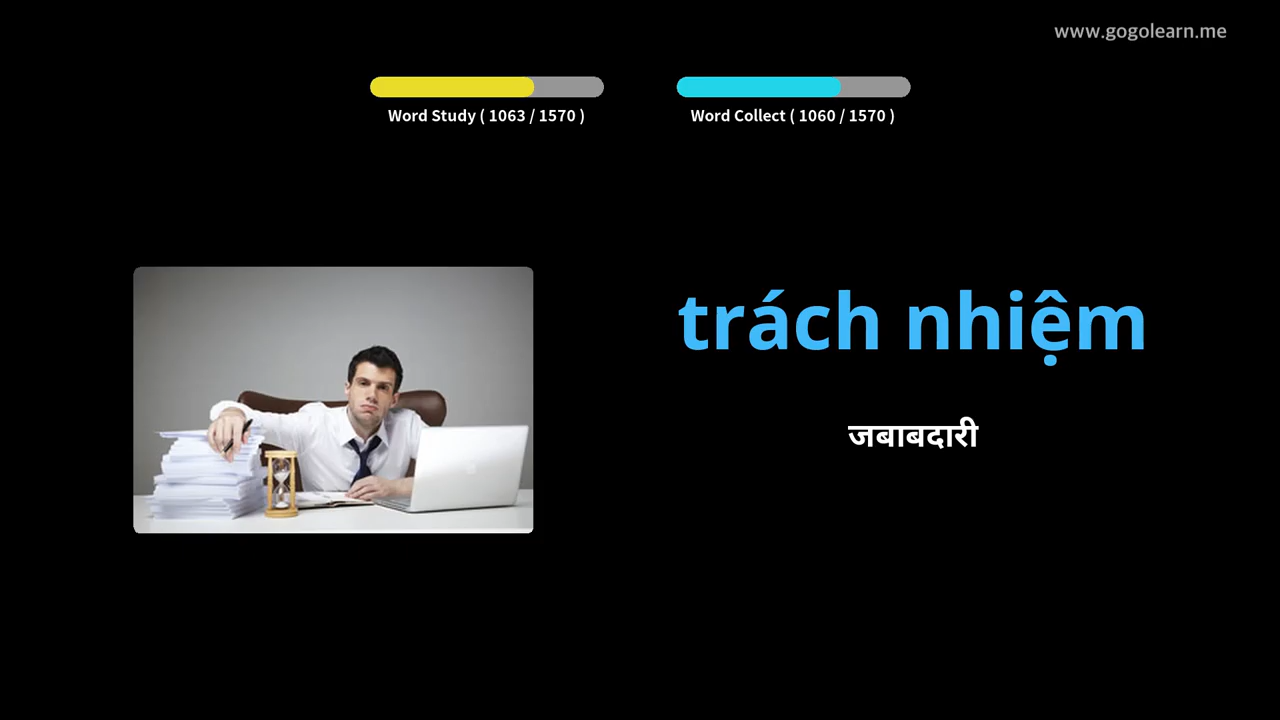 www.gogolearn.me
Word Study ( 1063 / 1570 )
Word Collect ( 1060 / 1570 )
trách nhiệm
जबाबदारी